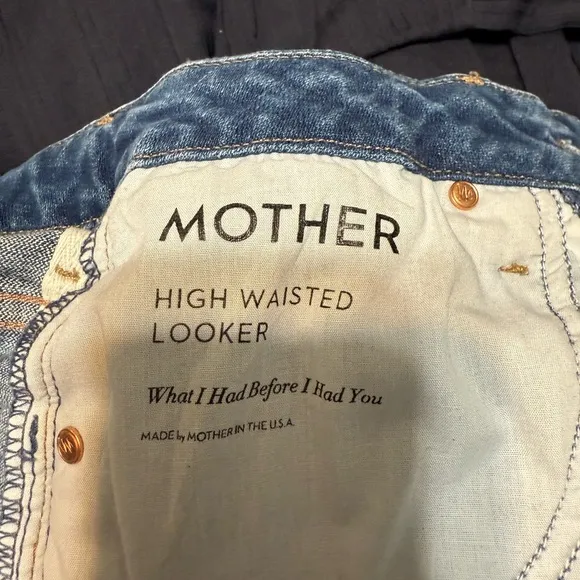 MOTHER
HIGH WAISTED
LOOKER
What I Had Before I Had You
MADE by MOTHER IN THE U.S.A.